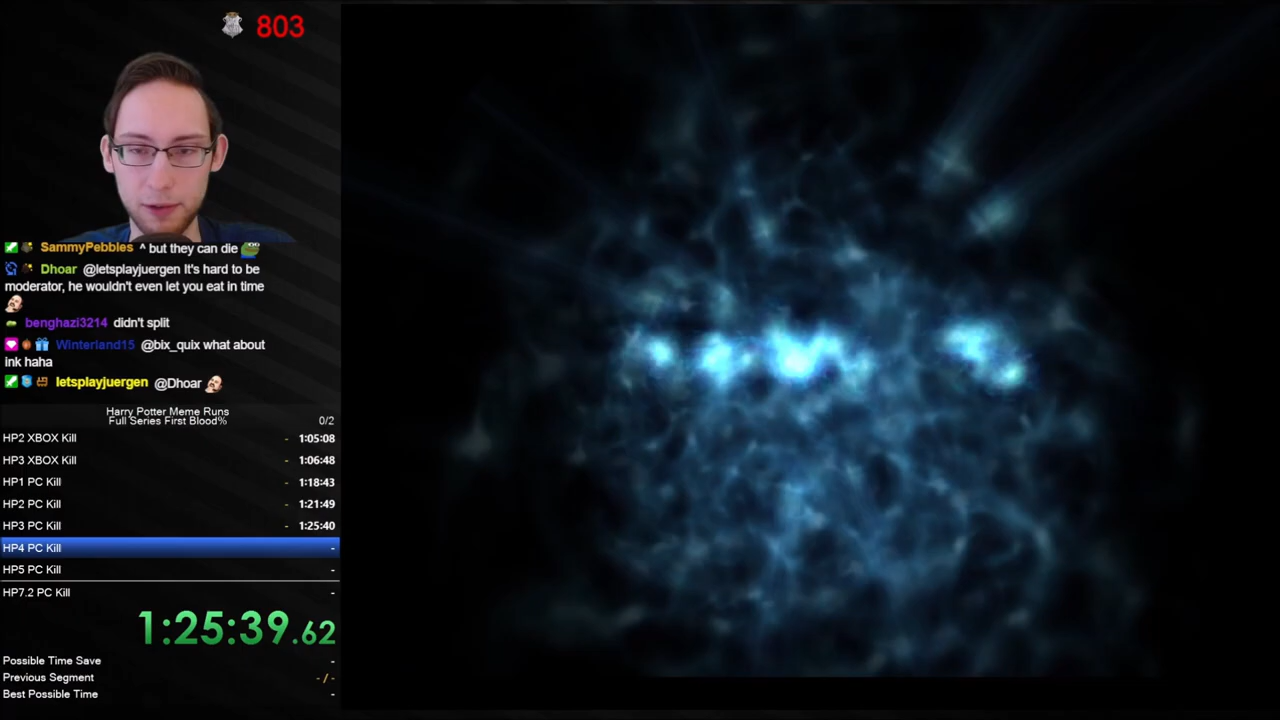 803
SammyPebbles ^ but they can die
Dhoar @letsplayjuergen It's hard to be
moderator, he wouldn't even let you eat in time
benghazi3214 didn't split
Winterland15 @bix_quix what about
ink haha
letsplayjuergen @Dhoar
Harry Potter Meme Runs
Full Series First Blood% 0/2
HP2 XBOX Kill - 1:05:08
HP3 XBOX Kill - 1:06:48
HP1 PC Kill - 1:18:43
HP2 PC Kill - 1:21:49
HP3 PC Kill - 1:25:40
HP4 PC Kill -
HP5 PC Kill -
HP7.2 PC Kill -
1:25:39.62
Possible Time Save -
Previous Segment - / -
Best Possible Time -